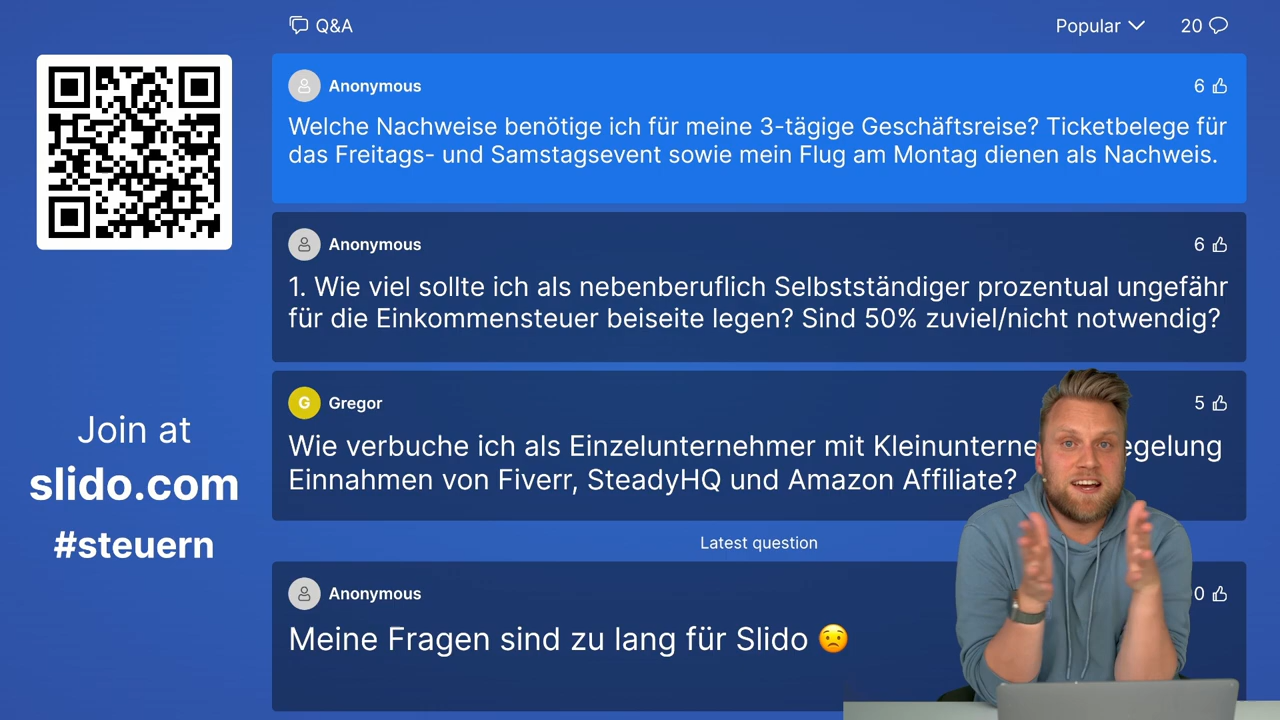 Q&A
Popular
20
Anonymous
6
Welche Nachweise benötige ich für meine 3-tägige Geschäftsreise? Ticketbelege für
das Freitags- und Samstagsevent sowie mein Flug am Montag dienen als Nachweis.
Anonymous
6
1. Wie viel sollte ich als nebenberuflich Selbstständiger prozentual ungefähr
für die Einkommensteuer beiseite legen? Sind 50% zuviel/nicht notwendig?
G
Gregor
5
Wie verbuche ich als Einzelunternehmer mit Kleinunterne egelung
Einnahmen von Fiverr, SteadyHQ und Amazon Affiliate?
Latest question
Anonymous
0
Meine Fragen sind zu lang für Slido 😟
Join at
slido.com
#steuern